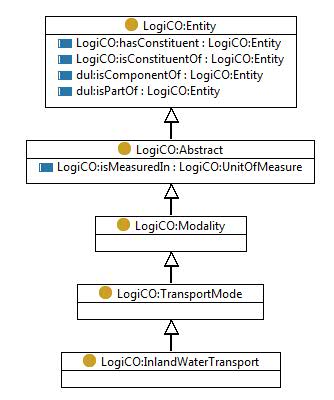 LogiCO:Entity
LogiCO:hasConstituent : LogiCO:Entity
LogiCO:isConstituentOf : LogiCO:Entity
dul:isComponentOf : LogiCO:Entity
dul:isPartOf : LogiCO:Entity
LogiCO:Abstract
LogiCO:isMeasuredIn : LogiCO:UnitOfMeasure
LogiCO:Modality
LogiCO:TransportMode
LogiCO:InlandWaterTransport